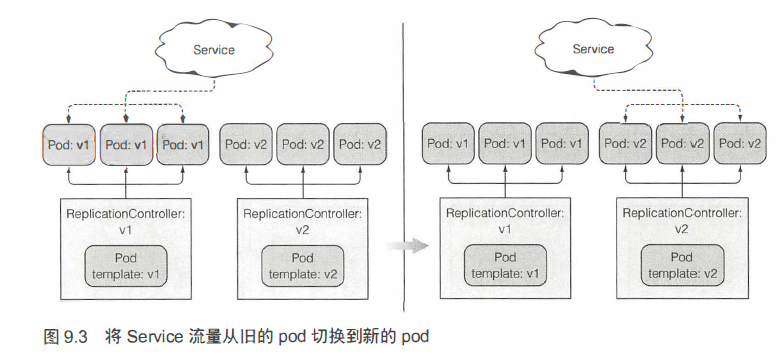 Service
Pod: v1
Pod: v1
Pod: v1
Pod: v2
Pod: v2
Pod: v2
ReplicationController:
v1
Pod
template: v1
ReplicationController:
v2
Pod
template: v2
Service
Pod: v1
Pod: v1
Pod: v1
Pod: v2
Pod: v2
Pod: v2
ReplicationController:
v1
Pod
template: v1
ReplicationController:
v2
Pod
template: v2
图 9.3 将 Service 流量从旧的 pod 切换到新的 pod